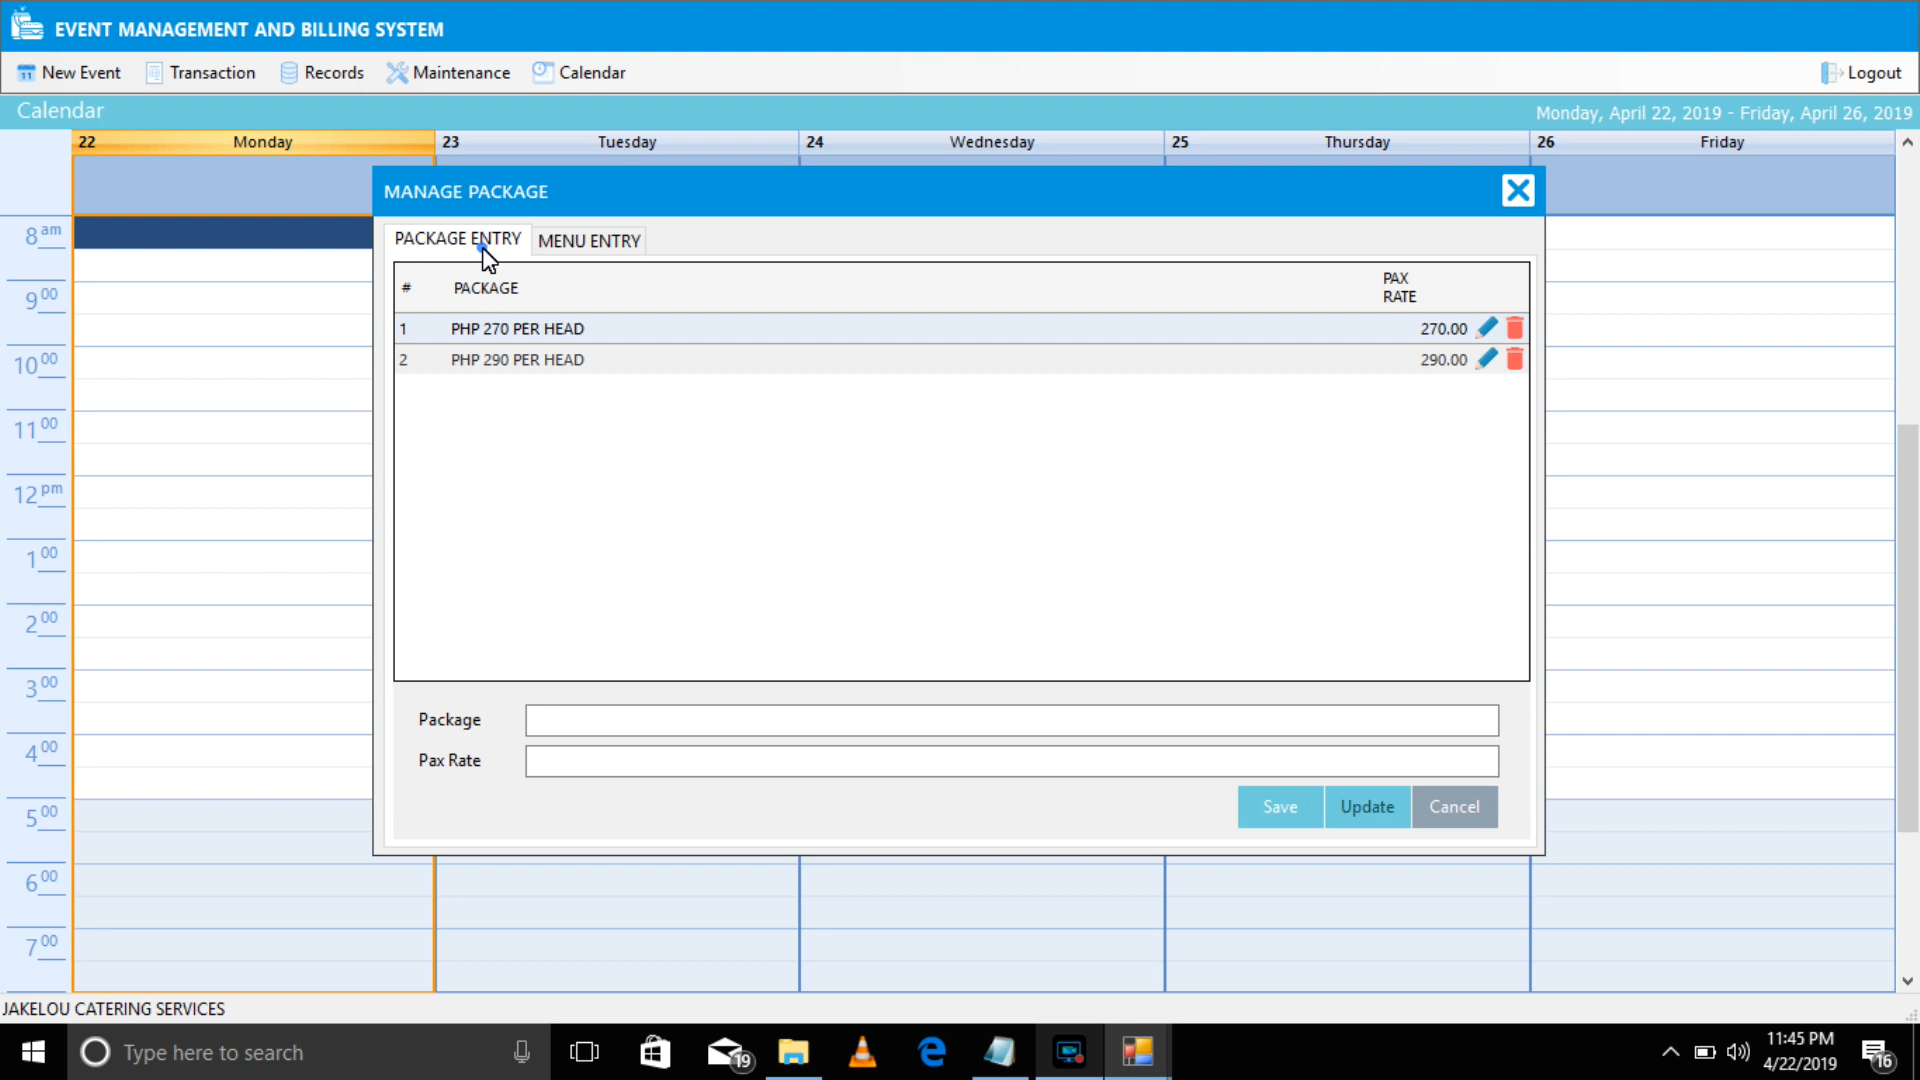 EVENT MANAGEMENT AND BILLING SYSTEM
New Event Transaction Records Maintenance Calendar Logout
Calendar Monday, April 22, 2019 - Friday, April 26, 2019
22 Monday 23 Tuesday 24 Wednesday 25 Thursday 26 Friday
MANAGE PACKAGE
PACKAGE ENTRY MENU ENTRY
# PACKAGE PAX RATE
1 PHP 270 PER HEAD 270.00
2 PHP 290 PER HEAD 290.00
8 am
9 00
10 00
11 00
12 pm
1 00
2 00
3 00
4 00
5 00
6 00
7 00
Package
Pax Rate
Save Update Cancel
JAKELOU CATERING SERVICES
Type here to search
19
11:45 PM
4/22/2019
16